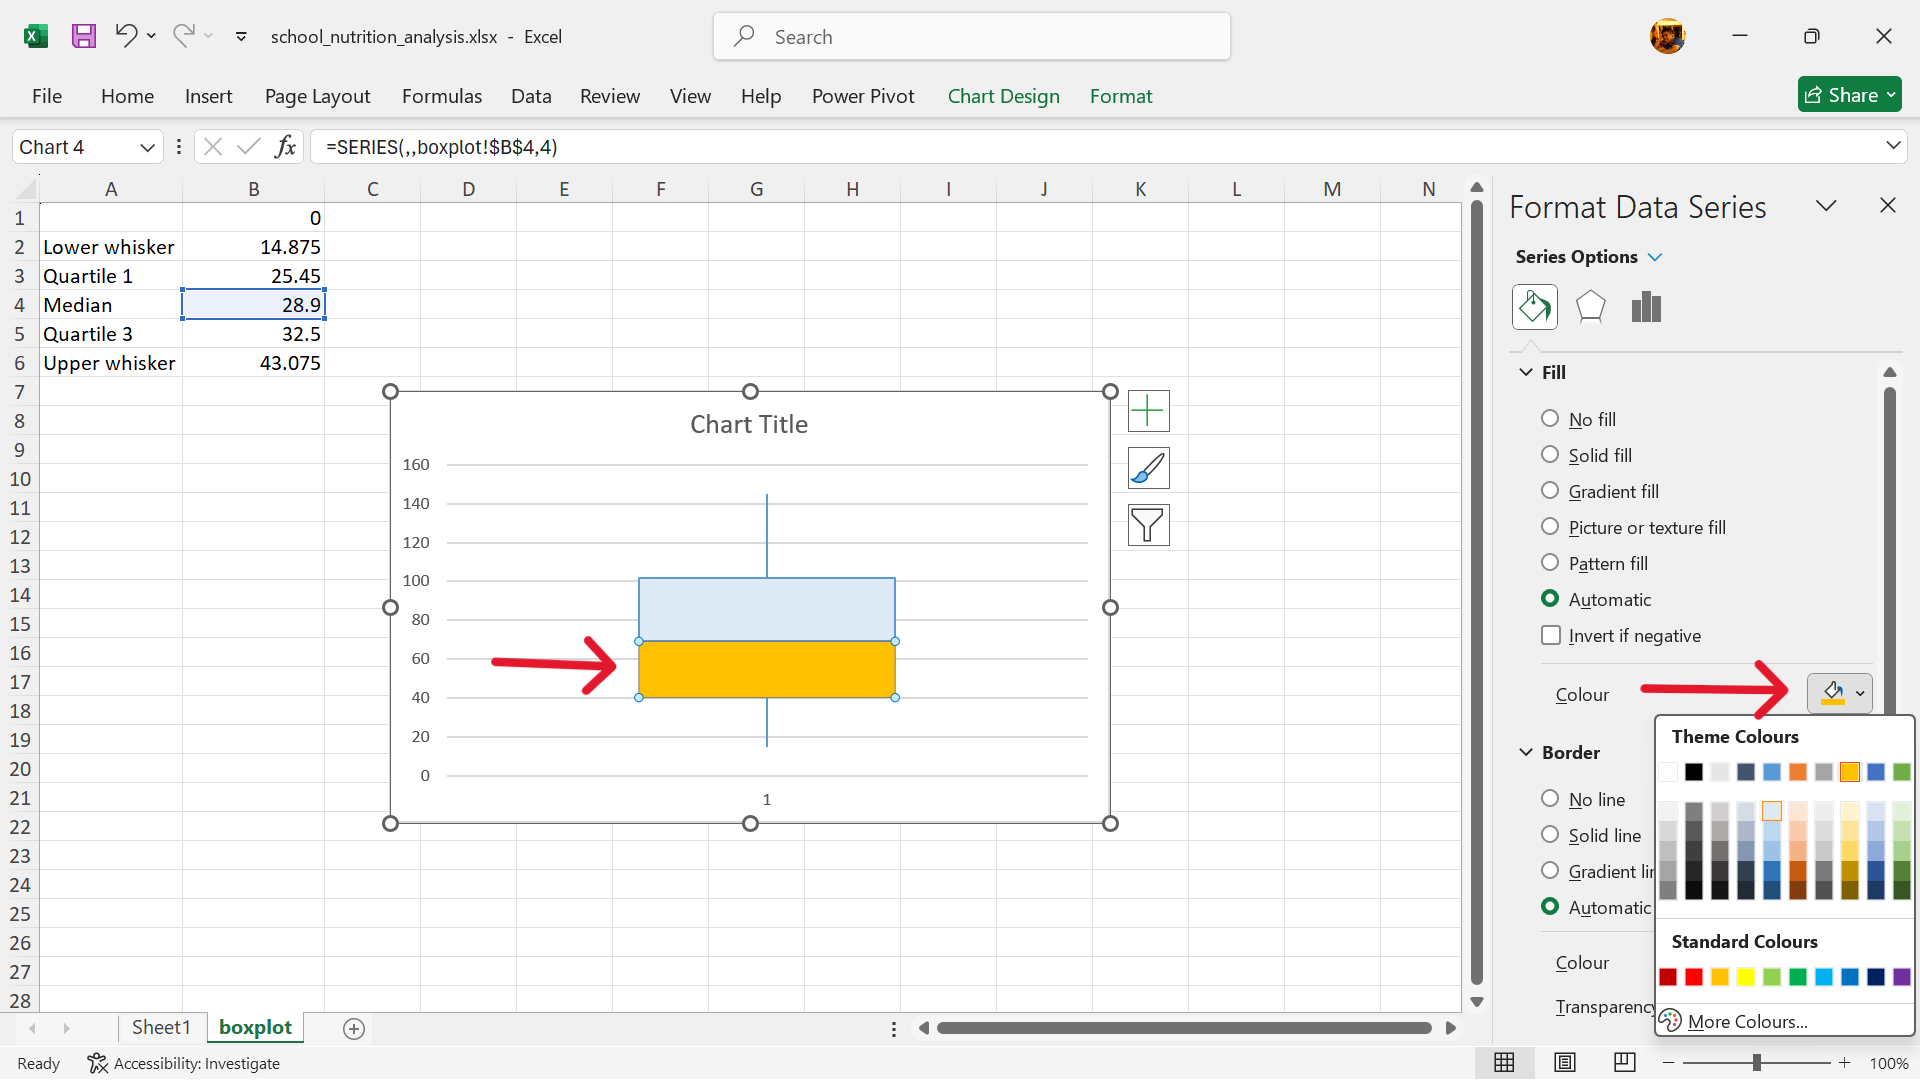 school_nutrition_analysis.xlsx - Excel
Search
File Home Insert Page Layout Formulas Data Review View Help Power Pivot Chart Design Format Share
Chart 4 fx =SERIES(,,boxplot!$B$4,4)
A B C D E F G H I J K L M N
1 0
2 Lower whisker 14.875
3 Quartile 1 25.45
4 Median 28.9
5 Quartile 3 32.5
6 Upper whisker 43.075
7
8
9
10
11
12
13
14
15
16
17
18
19
20
21
22
23
24
25
26
27
28
Chart Title
160
140
120
100
80
60
40
20
0
1
Format Data Series
Series Options
Fill
No fill
Solid fill
Gradient fill
Picture or texture fill
Pattern fill
Automatic
Invert if negative
Colour
Border
No line
Solid line
Gradient lin
Automatic
Colour
Transparency
Theme Colours
Standard Colours
More Colours...
Sheet1 boxplot
Ready Accessibility: Investigate 100%